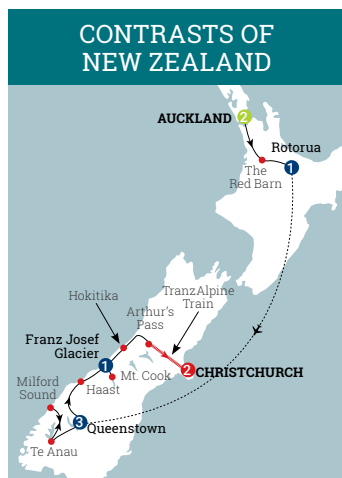 CONTRASTS OF
NEW ZEALAND
AUCKLAND
2
Rotorua
1
The
Red Barn
TranzAlpine
Train
Hokitika
Arthur's
Pass
Franz Josef
Glacier
1
Mt. Cook
2
CHRISTCHURCH
Milford
Sound
Haast
3
Queenstown
Te Anau